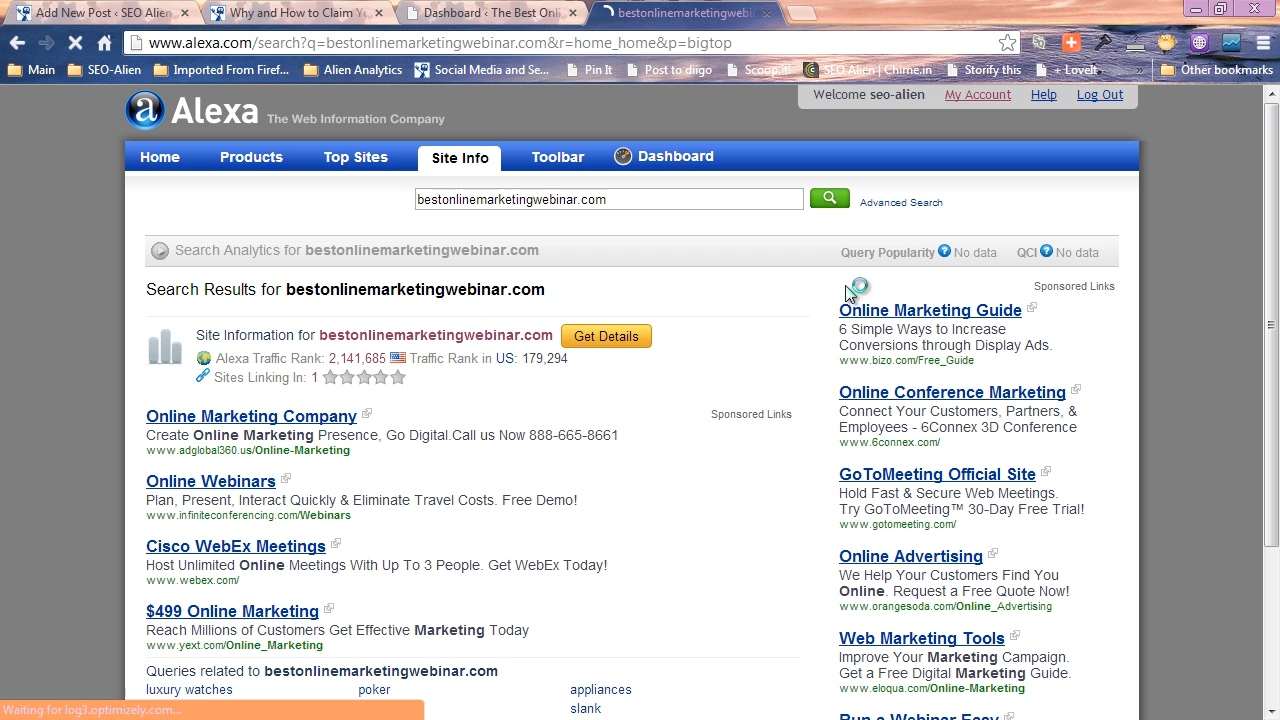 Add New Post ‹ SEO Alien
Why and How to Claim Y
Dashboard ‹ The Best Onl
bestonlinemarketingwebin
www.alexa.com/search?q=bestonlinemarketingwebinar.com&r=home_home&p=bigtop
Main
SEO-Alien
Imported From Firef...
Alien Analytics
Social Media and Se...
Pin It
Post to diigo
Scoop.it!
SEO Alien | Chime.in
Storify this
+ LoveIt
»
Other bookmarks
Alexa The Web Information Company
Welcome seo-alien My Account Help Log Out
Home Products Top Sites Site Info Toolbar Dashboard
bestonlinemarketingwebinar.com
Advanced Search
Search Analytics for bestonlinemarketingwebinar.com
Query Popularity ? No data QCI ? No data
Search Results for bestonlinemarketingwebinar.com
Site Information for bestonlinemarketingwebinar.com Get Details
Alexa Traffic Rank: 2,141,685 Traffic Rank in US: 179,294
Sites Linking In: 1
Online Marketing Company
Sponsored Links
Create Online Marketing Presence, Go Digital.Call us Now 888-665-8661
www.adglobal360.us/Online-Marketing
Online Webinars
Plan, Present, Interact Quickly & Eliminate Travel Costs. Free Demo!
www.infiniteconferencing.com/Webinars
Cisco WebEx Meetings
Host Unlimited Online Meetings With Up To 3 People. Get WebEx Today!
www.webex.com/
$499 Online Marketing
Reach Millions of Customers Get Effective Marketing Today
www.yext.com/Online_Marketing
Queries related to bestonlinemarketingwebinar.com
luxury watches poker appliances
slank
Sponsored Links
Online Marketing Guide
6 Simple Ways to Increase
Conversions through Display Ads.
www.bizo.com/Free_Guide
Online Conference Marketing
Connect Your Customers, Partners, &
Employees - 6Connex 3D Conference
www.6connex.com/
GoToMeeting Official Site
Hold Fast & Secure Web Meetings.
Try GoToMeeting™ 30-Day Free Trial!
www.gotomeeting.com/
Online Advertising
We Help Your Customers Find You
Online. Request a Free Quote Now!
www.orangesoda.com/Online_Advertising
Web Marketing Tools
Improve Your Marketing Campaign.
Get a Free Digital Marketing Guide.
www.eloqua.com/Online-Marketing
Run a Webinar Easy
Waiting for log3.optimizely.com...